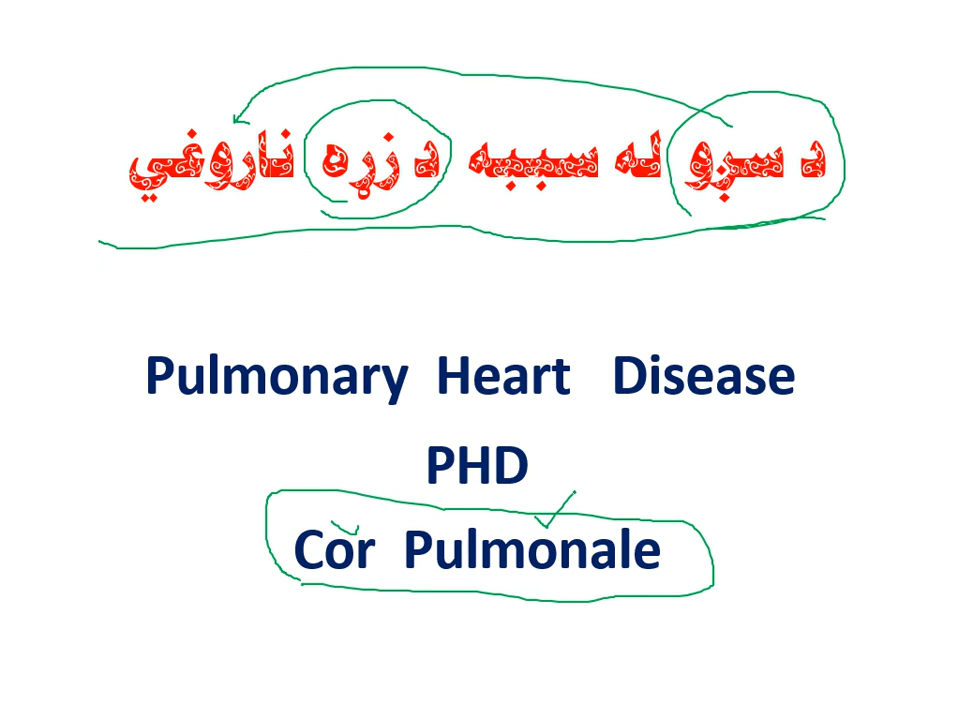 د سږو له سببه د زړه ناروغي
Pulmonary Heart Disease
PHD
Cor Pulmonale